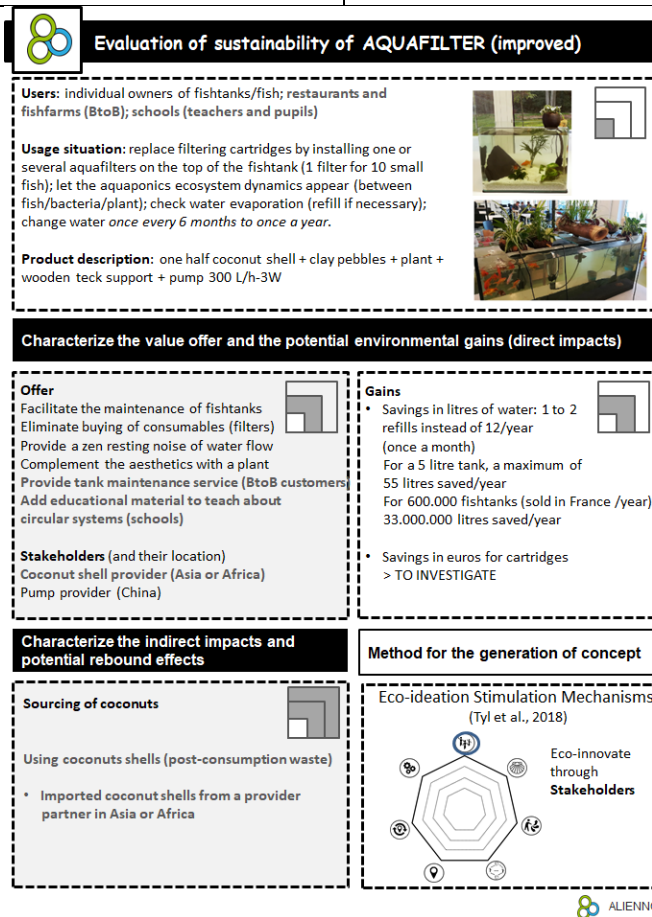 Evaluation of sustainability of AQUAFILTER (improved)
Users: individual owners of fishtanks/fish; restaurants and
fishfarms (BtoB); schools (teachers and pupils)
Usage situation: replace filtering cartridges by installing one or
several aquafilters on the top of the fishtank (1 filter for 10 small
fish); let the aquaponics ecosystem dynamics appear (between
fish/bacteria/plant); check water evaporation (refill if necessary);
change water once every 6 months to once a year.
Product description: one half coconut shell + clay pebbles + plant +
wooden teck support + pump 300 L/h-3W
Characterize the value offer and the potential environmental gains (direct impacts)
Offer
Facilitate the maintenance of fishtanks
Eliminate buying of consumables (filters)
Provide a zen resting noise of water flow
Complement the aesthetics with a plant
Provide tank maintenance service (BtoB customers)
Add educational material to teach about
circular systems (schools)
Stakeholders (and their location)
Coconut shell provider (Asia or Africa)
Pump provider (China)
Gains
• Savings in litres of water: 1 to 2
refills instead of 12/year
(once a month)
For a 5 litre tank, a maximum of
55 litres saved/year
For 600.000 fishtanks (sold in France /year)
33.000.000 litres saved/year
• Savings in euros for cartridges
> TO INVESTIGATE
Characterize the indirect impacts and
potential rebound effects
Sourcing of coconuts
Using coconuts shells (post-consumption waste)
• Imported coconut shells from a provider
partner in Asia or Africa
Method for the generation of concept
Eco-ideation Stimulation Mechanisms
(Tyl et al., 2018)
Eco-innovate
through
Stakeholders
ALIENNO